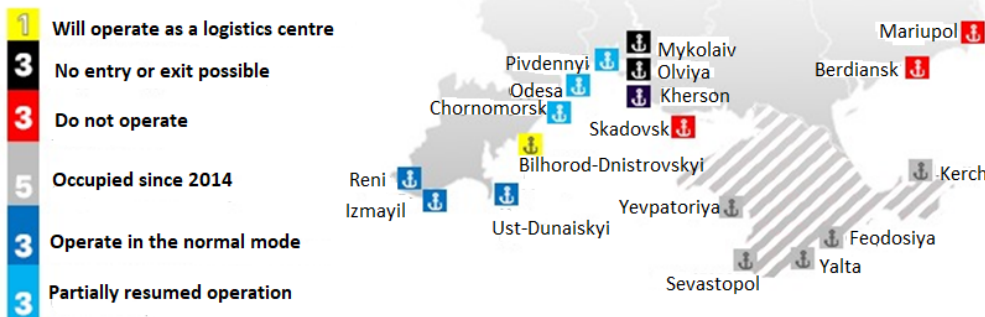 1 Will operate as a logistics centre
3 No entry or exit possible
3 Do not operate
5 Occupied since 2014
3 Operate in the normal mode
3 Partially resumed operation
Mariupol
Mykolaiv
Pivdennyi
Olviya
Berdiansk
Odesa
Kherson
Chornomorsk
Skadovsk
Bilhorod-Dnistrovskyi
Kerch
Reni
Izmayil
Yevpatoriya
Ust-Dunaiskyi
Feodosiya
Yalta
Sevastopol